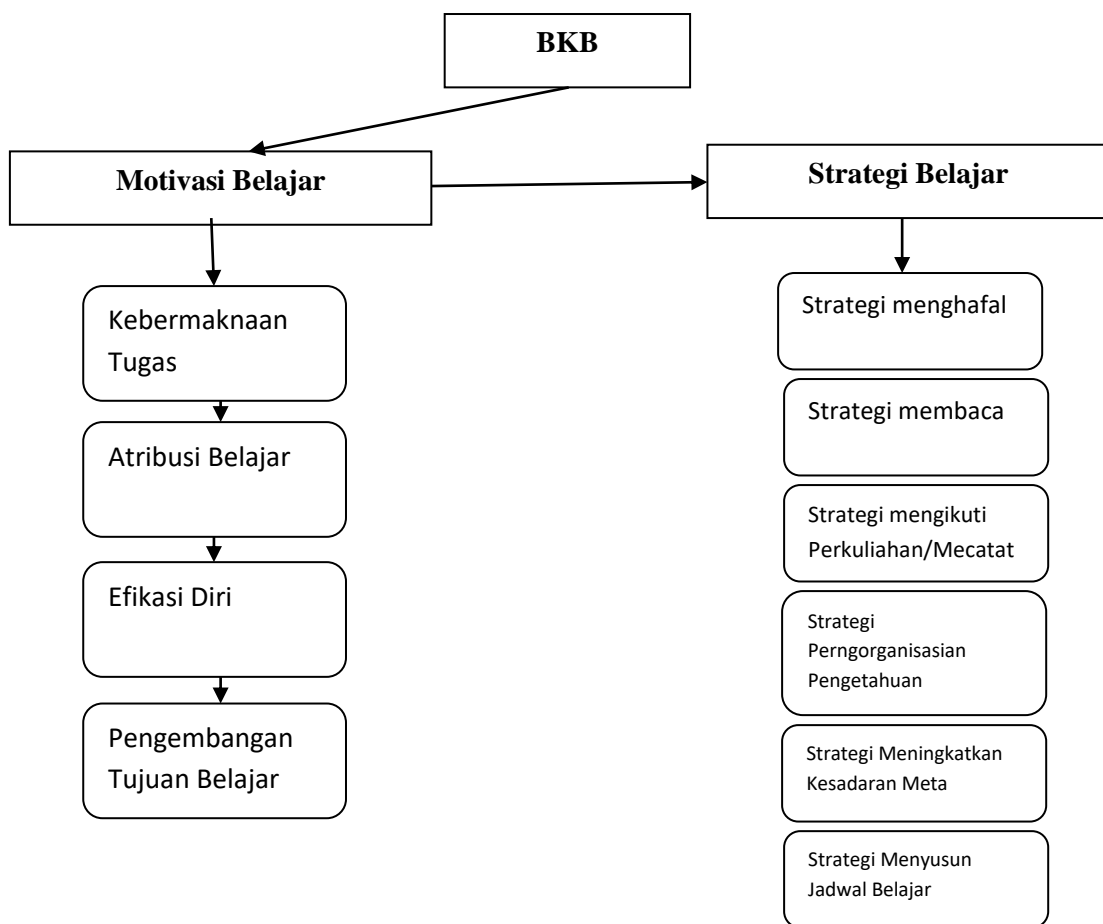 BKB
Motivasi Belajar
Strategi Belajar
Kebermaknaan
Tugas
Atribusi Belajar
Efikasi Diri
Pengembangan
Tujuan Belajar
Strategi menghafal
Strategi membaca
Strategi mengikuti
Perkuliahan/Mecatat
Strategi
Perngorganisasian
Pengetahuan
Strategi Meningkatkan
Kesadaran Meta
Strategi Menyusun
Jadwal Belajar